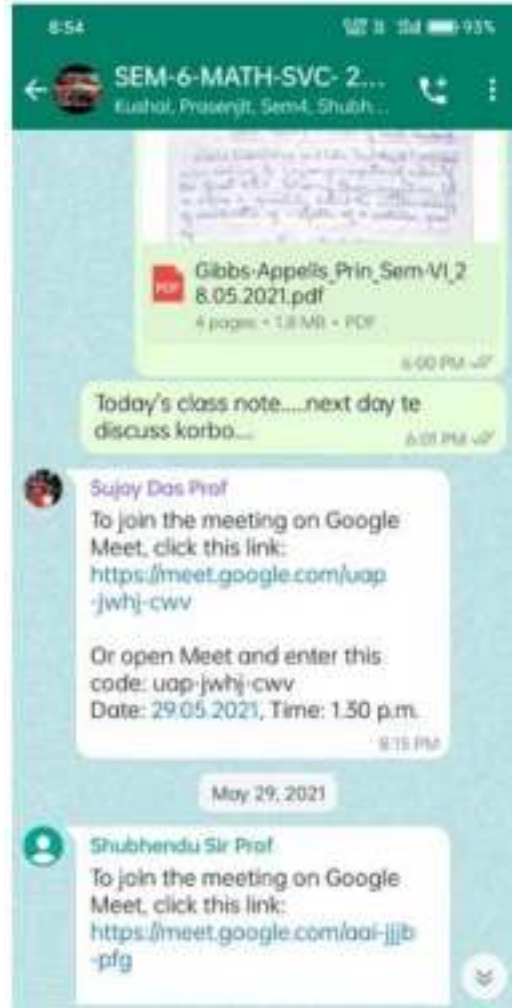 8:54
93%
SEM-6-MATH-SVC- 2...
Kushal, Prasenjit, Sem4, Shubh...
PDF
Gibbs-Appells_Prin_Sem-VI_2
8.05.2021.pdf
4 pages • 1.8 MB • PDF
6:00 PM
Today's class note.....next day te
discuss korbo....
6:01 PM
Sujoy Das Prof
To join the meeting on Google
Meet, click this link:
https://meet.google.com/uap
-jwhj-cwv
Or open Meet and enter this
code: uap-jwhj-cwv
Date: 29.05.2021, Time: 1.30 p.m.
8:15 PM
May 29, 2021
Shubhendu Sir Prof
To join the meeting on Google
Meet, click this link:
https://meet.google.com/aai-jjjb
-pfg